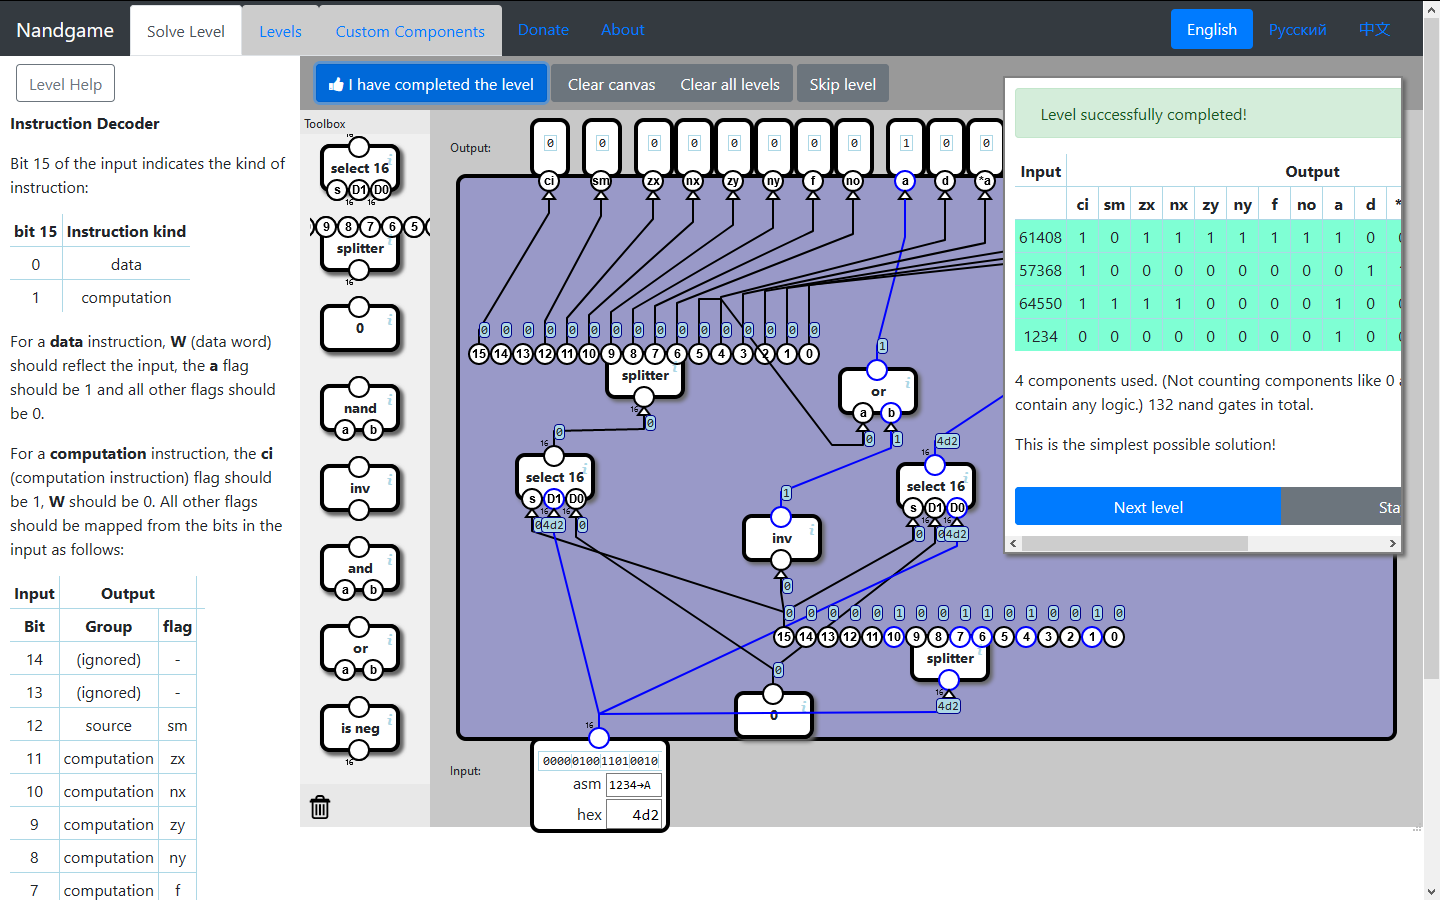 Nandgame
Solve Level
Levels
Custom Components
Donate
About
English
Русский
中文
Level Help
I have completed the level
Clear canvas
Clear all levels
Skip level
Instruction Decoder
Bit 15 of the input indicates the kind of
instruction:
bit 15 Instruction kind
0 data
1 computation
For a data instruction, W (data word)
should reflect the input, the a flag
should be 1 and all other flags should
be 0.
For a computation instruction, the ci
(computation instruction) flag should
be 1, W should be 0. All other flags
should be mapped from the bits in the
input as follows:
Input Output
Bit Group flag
14 (ignored) -
13 (ignored) -
12 source sm
11 computation zx
10 computation nx
9 computation zy
8 computation ny
7 computation f
Toolbox
16
select 16
s D1 D0
16 16
9 8 7 6 5
splitter
16
0
nand
a b
inv
and
a b
or
a b
is neg
16
Output:
0 0 0 0 0 0 0 0 1 0 0
ci sm zx nx zy ny f no a d *a
0 0 0 0 0 0 0 0 0 0 0 0 0 0 0 0
15 14 13 12 11 10 9 8 7 6 5 4 3 2 1 0
splitter
16
0
1
or
a b
0 1
0
16
select 16
s D1 D0
16 16
0 4d2 0
4d2
16
select 16
s D1 D0
16 16
0 0 4d2
1
inv
0
0 0 0 0 0 1 0 0 1 1 0 1 0 0 1 0
15 14 13 12 11 10 9 8 7 6 5 4 3 2 1 0
splitter
16
4d2
0
0
16
Input:
0000010011010010
asm 1234→A
hex 4d2
Level successfully completed!
Input Output
ci sm zx nx zy ny f no a d
61408 1 0 1 1 1 1 1 1 1 0
57368 1 0 0 0 0 0 0 0 0 1
64550 1 1 1 1 0 0 0 0 1 0
1234 0 0 0 0 0 0 0 0 1 0
4 components used. (Not counting components like 0
contain any logic.) 132 nand gates in total.
This is the simplest possible solution!
Next level
Sta